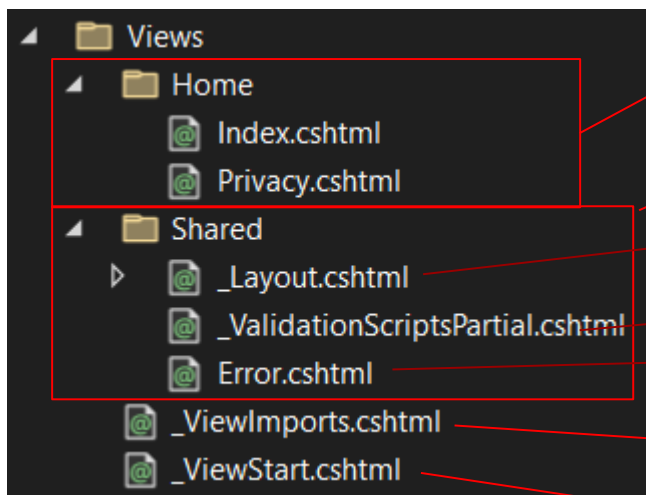 Views
Home
Index.cshtml
Privacy.cshtml
Shared
_Layout.cshtml
_ValidationScriptsPartial.cshtml
Error.cshtml
_ViewImports.cshtml
_ViewStart.cshtml